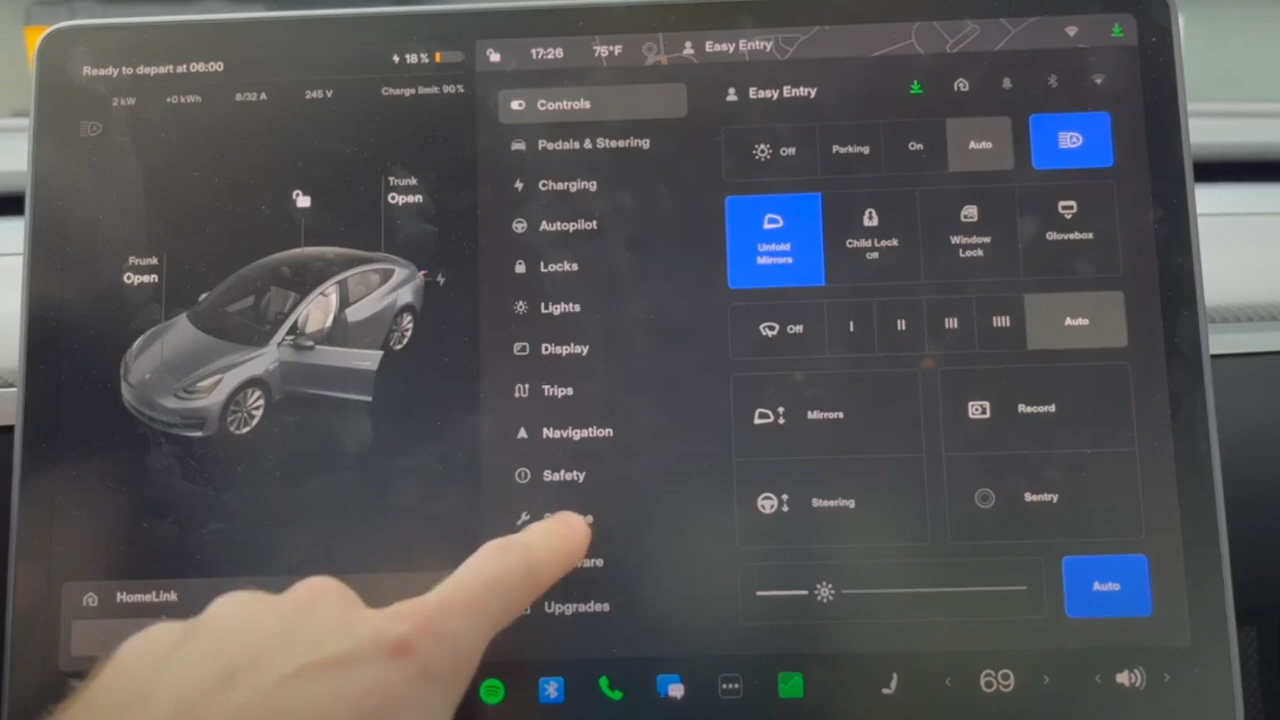 Ready to depart at 06:00
18 %
2 kW
+0 kWh
8/32 A
245 V
Charge limit: 90 %
Trunk
Open
Frunk
Open
HomeLink
17:26
75°F
Easy Entry
Controls
Pedals & Steering
Charging
Autopilot
Locks
Lights
Display
Trips
Navigation
Safety
Upgrades
Easy Entry
Off
Parking
On
Auto
Unfold
Mirrors
Child Lock
Off
Window
Lock
Glovebox
Off
I
II
III
IIII
Auto
Mirrors
Record
Steering
Sentry
Auto
69